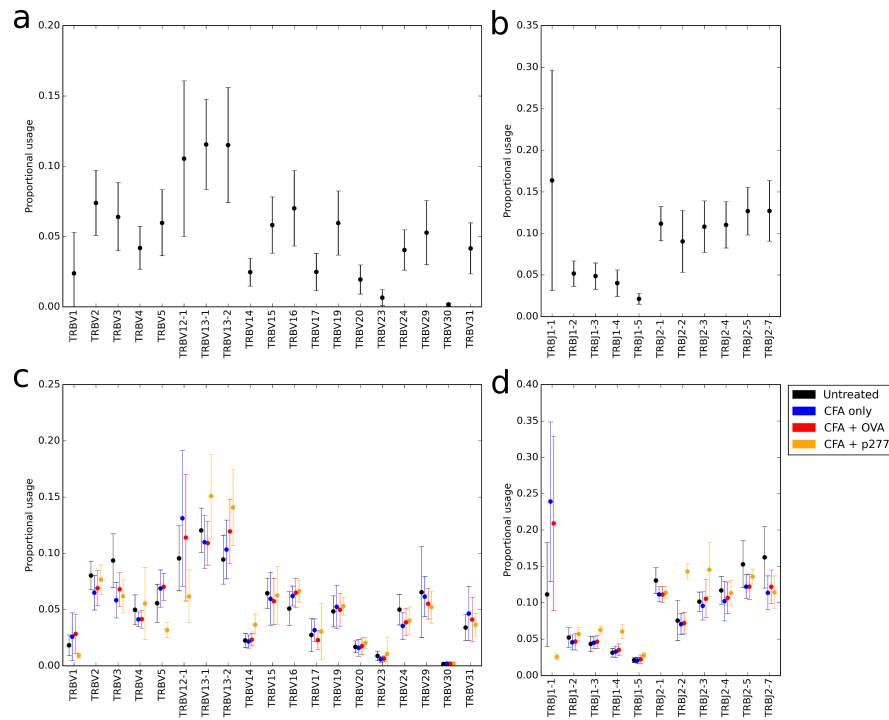 a
0.20
0.15
0.10
0.05
0.00
Proportional usage
TRBV1
TRBV2
TRBV3
TRBV4
TRBV5
TRBV12-1
TRBV13-1
TRBV13-2
TRBV14
TRBV15
TRBV16
TRBV17
TRBV19
TRBV20
TRBV23
TRBV24
TRBV29
TRBV30
TRBV31
b
0.35
0.30
0.25
0.20
0.15
0.10
0.05
0.00
Proportional usage
TRBJ1-1
TRBJ1-2
TRBJ1-3
TRBJ1-4
TRBJ1-5
TRBJ2-1
TRBJ2-2
TRBJ2-3
TRBJ2-4
TRBJ2-5
TRBJ2-7
c
0.25
0.20
0.15
0.10
0.05
0.00
Proportional usage
TRBV1
TRBV2
TRBV3
TRBV4
TRBV5
TRBV12-1
TRBV13-1
TRBV13-2
TRBV14
TRBV15
TRBV16
TRBV17
TRBV19
TRBV20
TRBV23
TRBV24
TRBV29
TRBV30
TRBV31
d
0.40
0.35
0.30
0.25
0.20
0.15
0.10
0.05
0.00
Proportional usage
TRBJ1-1
TRBJ1-2
TRBJ1-3
TRBJ1-4
TRBJ1-5
TRBJ2-1
TRBJ2-2
TRBJ2-3
TRBJ2-4
TRBJ2-5
TRBJ2-7
Untreated
CFA only
CFA + OVA
CFA + p277